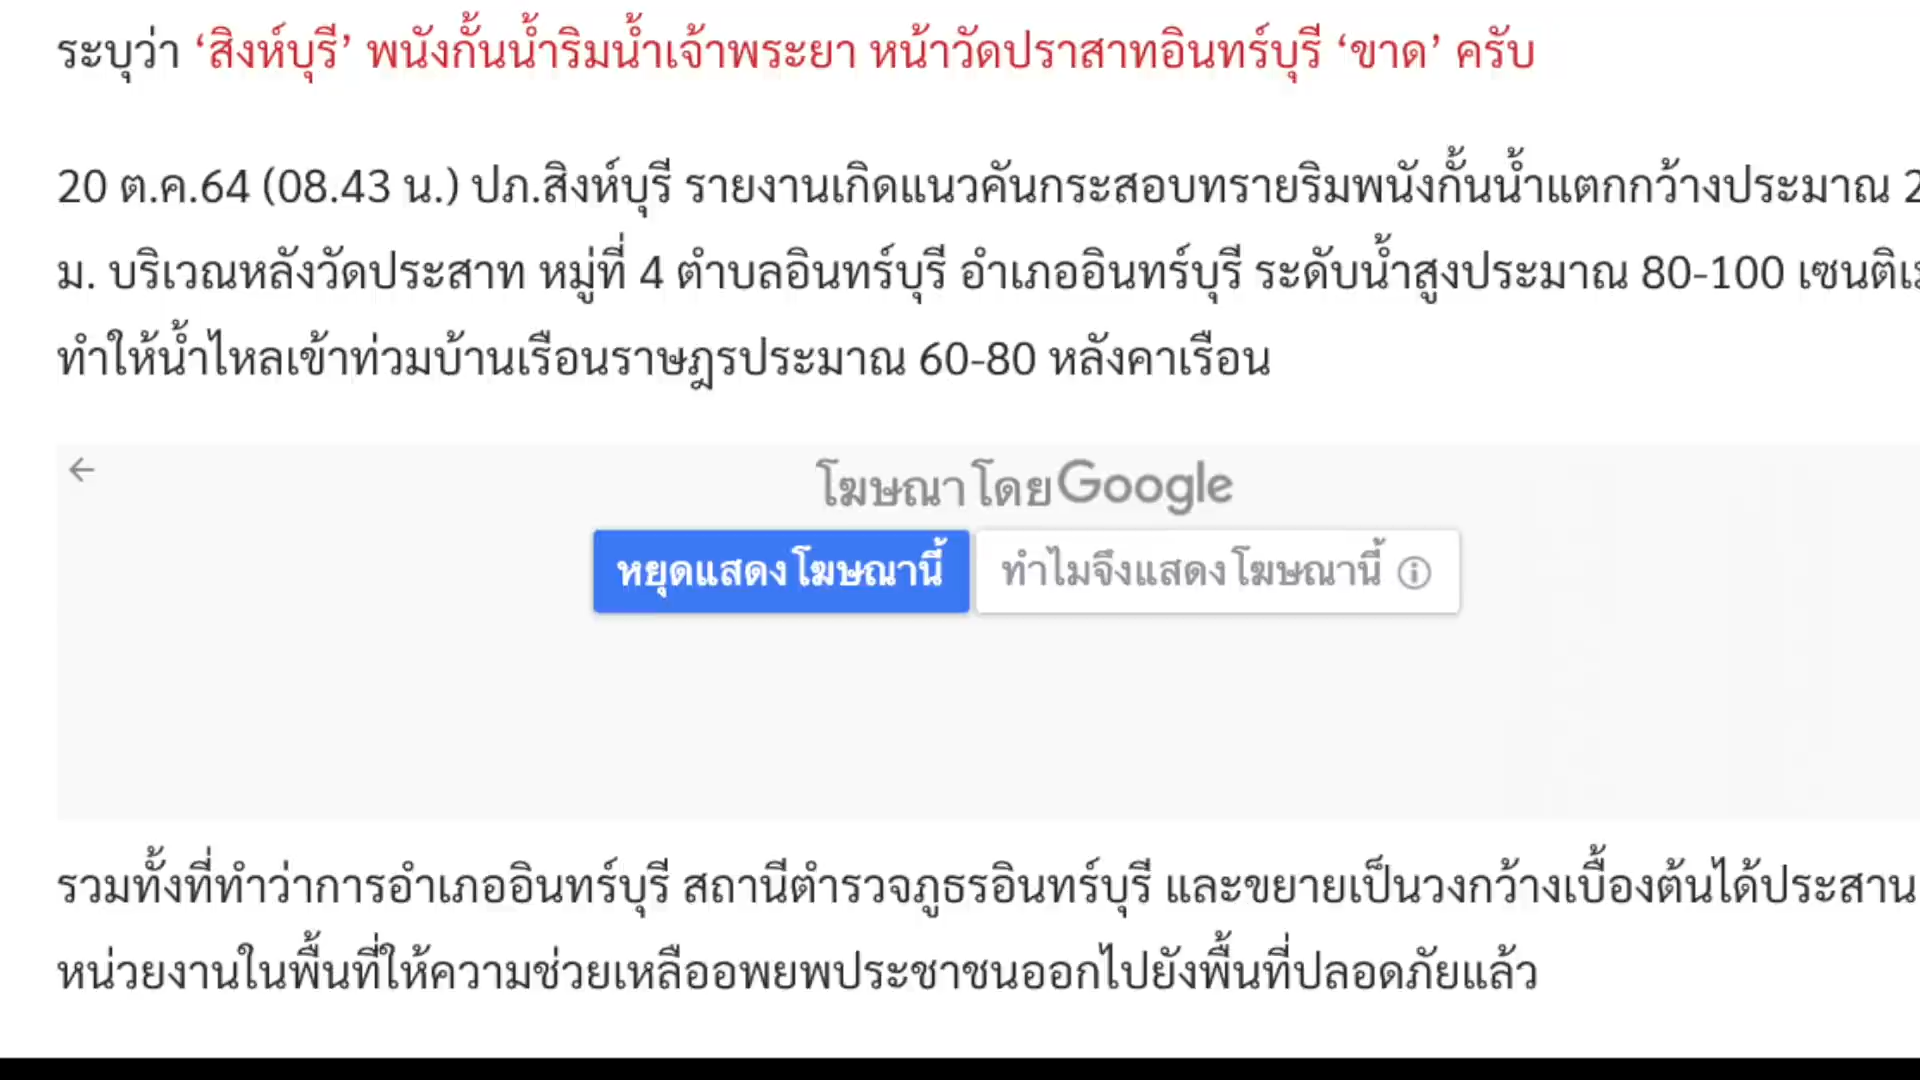 ระบุว่า ‘สิงห์บุรี’ พนังกั้นน้ำริมน้ำเจ้าพระยา หน้าวัดปราสาทอินทร์บุรี ‘ขาด’ ครับ
20 ต.ค.64 (08.43 น.) ปภ.สิงห์บุรี รายงานเกิดแนวคันกระสอบทรายริมพนังกั้นน้ำแตกกว้างประมาณ
ม. บริเวณหลังวัดประสาท หมู่ที่ 4 ตำบลอินทร์บุรี อำเภออินทร์บุรี ระดับน้ำสูงประมาณ 80-100
ทำให้น้ำไหลเข้าท่วมบ้านเรือนราษฎรประมาณ 60-80 หลังคาเรือน
โฆษณาโดย Google
หยุดแสดงโฆษณานี้
ทำไมจึงแสดงโฆษณานี้
รวมทั้งที่ทำว่าการอำเภออินทร์บุรี สถานีตำรวจภูธรอินทร์บุรี และขยายเป็นวงกว้างเบื้องต้นได้ประสาน
หน่วยงานในพื้นที่ให้ความช่วยเหลืออพยพประชาชนออกไปยังพื้นที่ปลอดภัยแล้ว